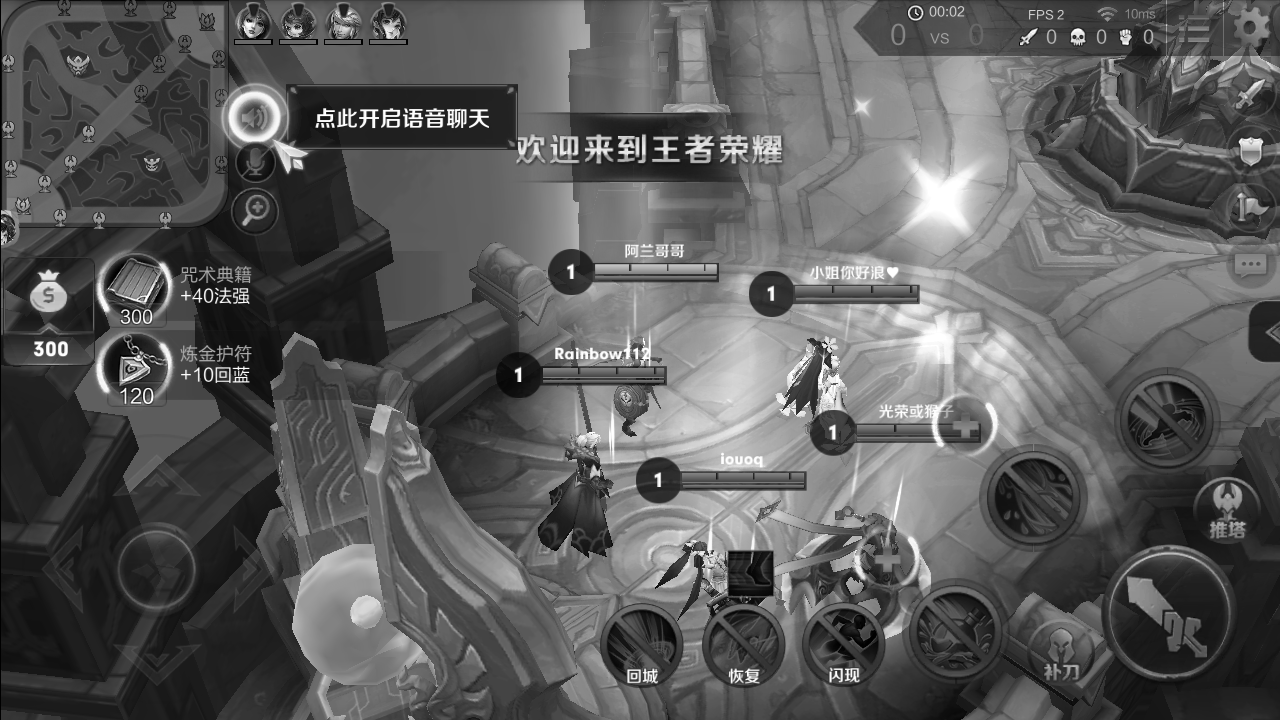 00:02
FPS 2
10ms
0
VS
0
0
0
0
点此开启语音聊天
欢迎来到王者荣耀
咒术典籍
+40法强
300
300
炼金护符
+10回蓝
120
1
阿兰哥哥
1
小姐你好浪♥
1
Rainbow112
1
光荣或猴子
1
iouoq
推塔
补刀
回城
恢复
闪现